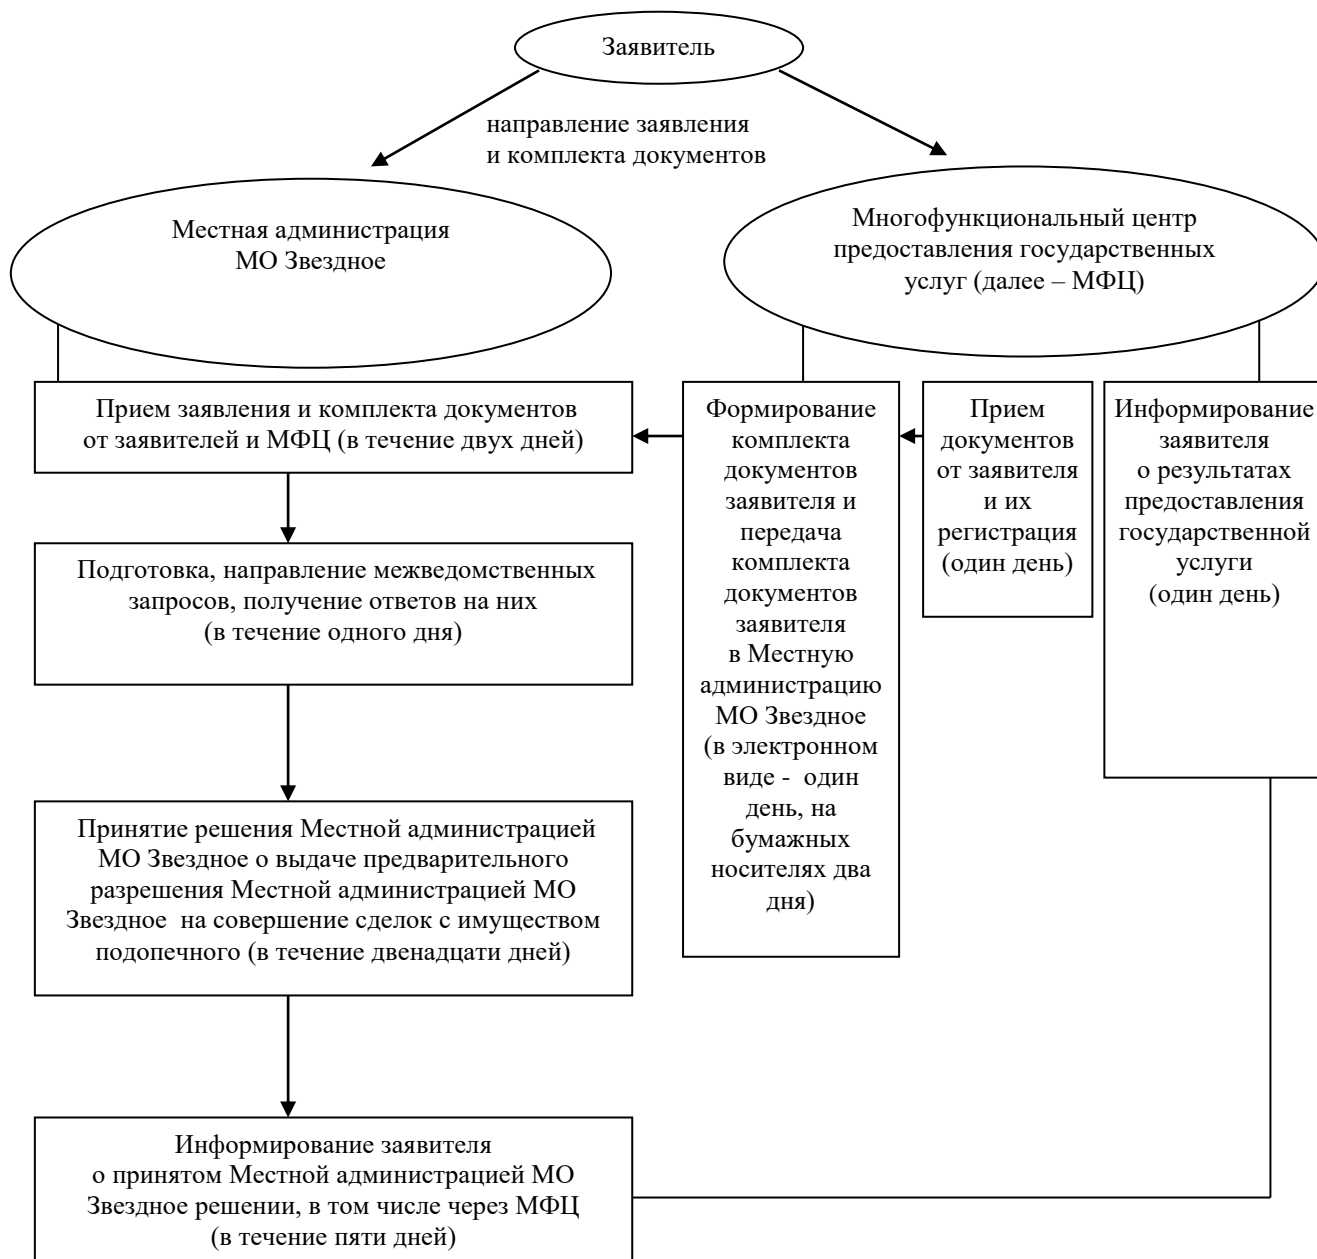 Заявитель
направление заявления
и комплекта документов
Местная администрация
МО Звездное
Многофункциональный центр
предоставления государственных
услуг (далее – МФЦ)
Прием заявления и комплекта документов
от заявителей и МФЦ (в течение двух дней)
Формирование
комплекта
документов
заявителя и
передача
комплекта
документов
заявителя
в Местную
администрацию
МО Звездное
(в электронном
виде - один
день, на
бумажных
носителях два
дня)
Прием
документов
от заявителя
и их
регистрация
(один день)
Информирование
заявителя
о результатах
предоставления
государственной
услуги
(один день)
Подготовка, направление межведомственных
запросов, получение ответов на них
(в течение одного дня)
Принятие решения Местной администрацией
МО Звездное о выдаче предварительного
разрешения Местной администрацией МО
Звездное на совершение сделок с имуществом
подопечного (в течение двенадцати дней)
Информирование заявителя
о принятом Местной администрацией МО
Звездное решении, в том числе через МФЦ
(в течение пяти дней)